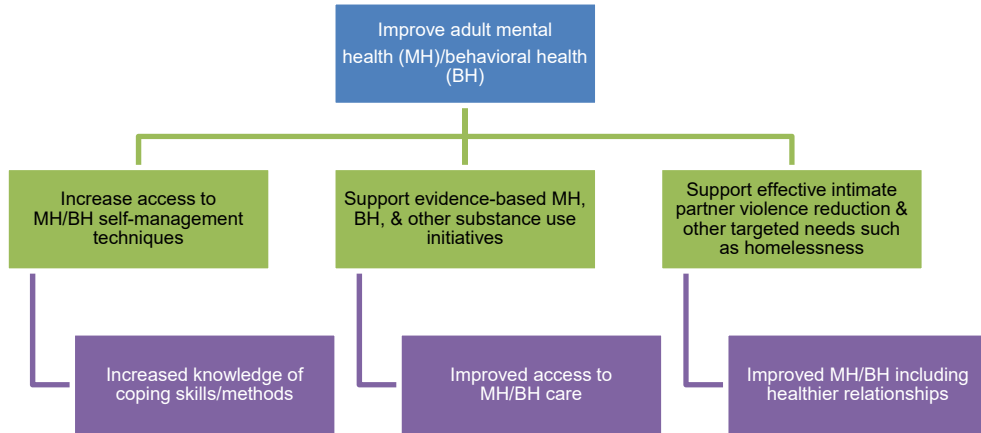 Improve adult mental
health (MH)/behavioral health
(BH)
Increase access to
MH/BH self-management
techniques
Support evidence-based MH,
BH, & other substance use
initiatives
Support effective intimate
partner violence reduction &
other targeted needs such
as homelessness
Increased knowledge of
coping skills/methods
Improved access to
MH/BH care
Improved MH/BH including
healthier relationships